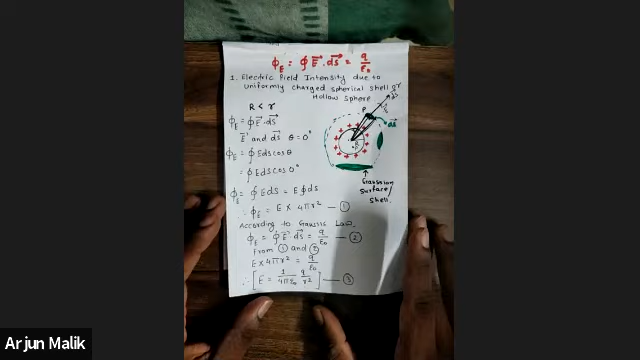 ΦE = ∮ E⃗ . ds⃗ = q/ε0
1. Electric Field Intensity due to
uniformly charged spherical shell or
Hollow sphere
R < r
ΦE = ∮ E⃗ . ds⃗
E⃗ and ds⃗ θ = 0°
ΦE = ∮ Eds cos θ
= ∮ Eds cos 0°
ΦE = ∮ Eds = E ∮ ds
∴ ΦE = E × 4πr² — ①
According to Gauss's Law
ΦE = ∮ E⃗ . ds⃗ = q/ε0 — ②
From ① and ②
E × 4πr² = q/ε0
∴ [ E = 1/4πε0 q/r² ] — ③
P
ds
R
Gaussian
Surface/
Shell.
Arjun Malik